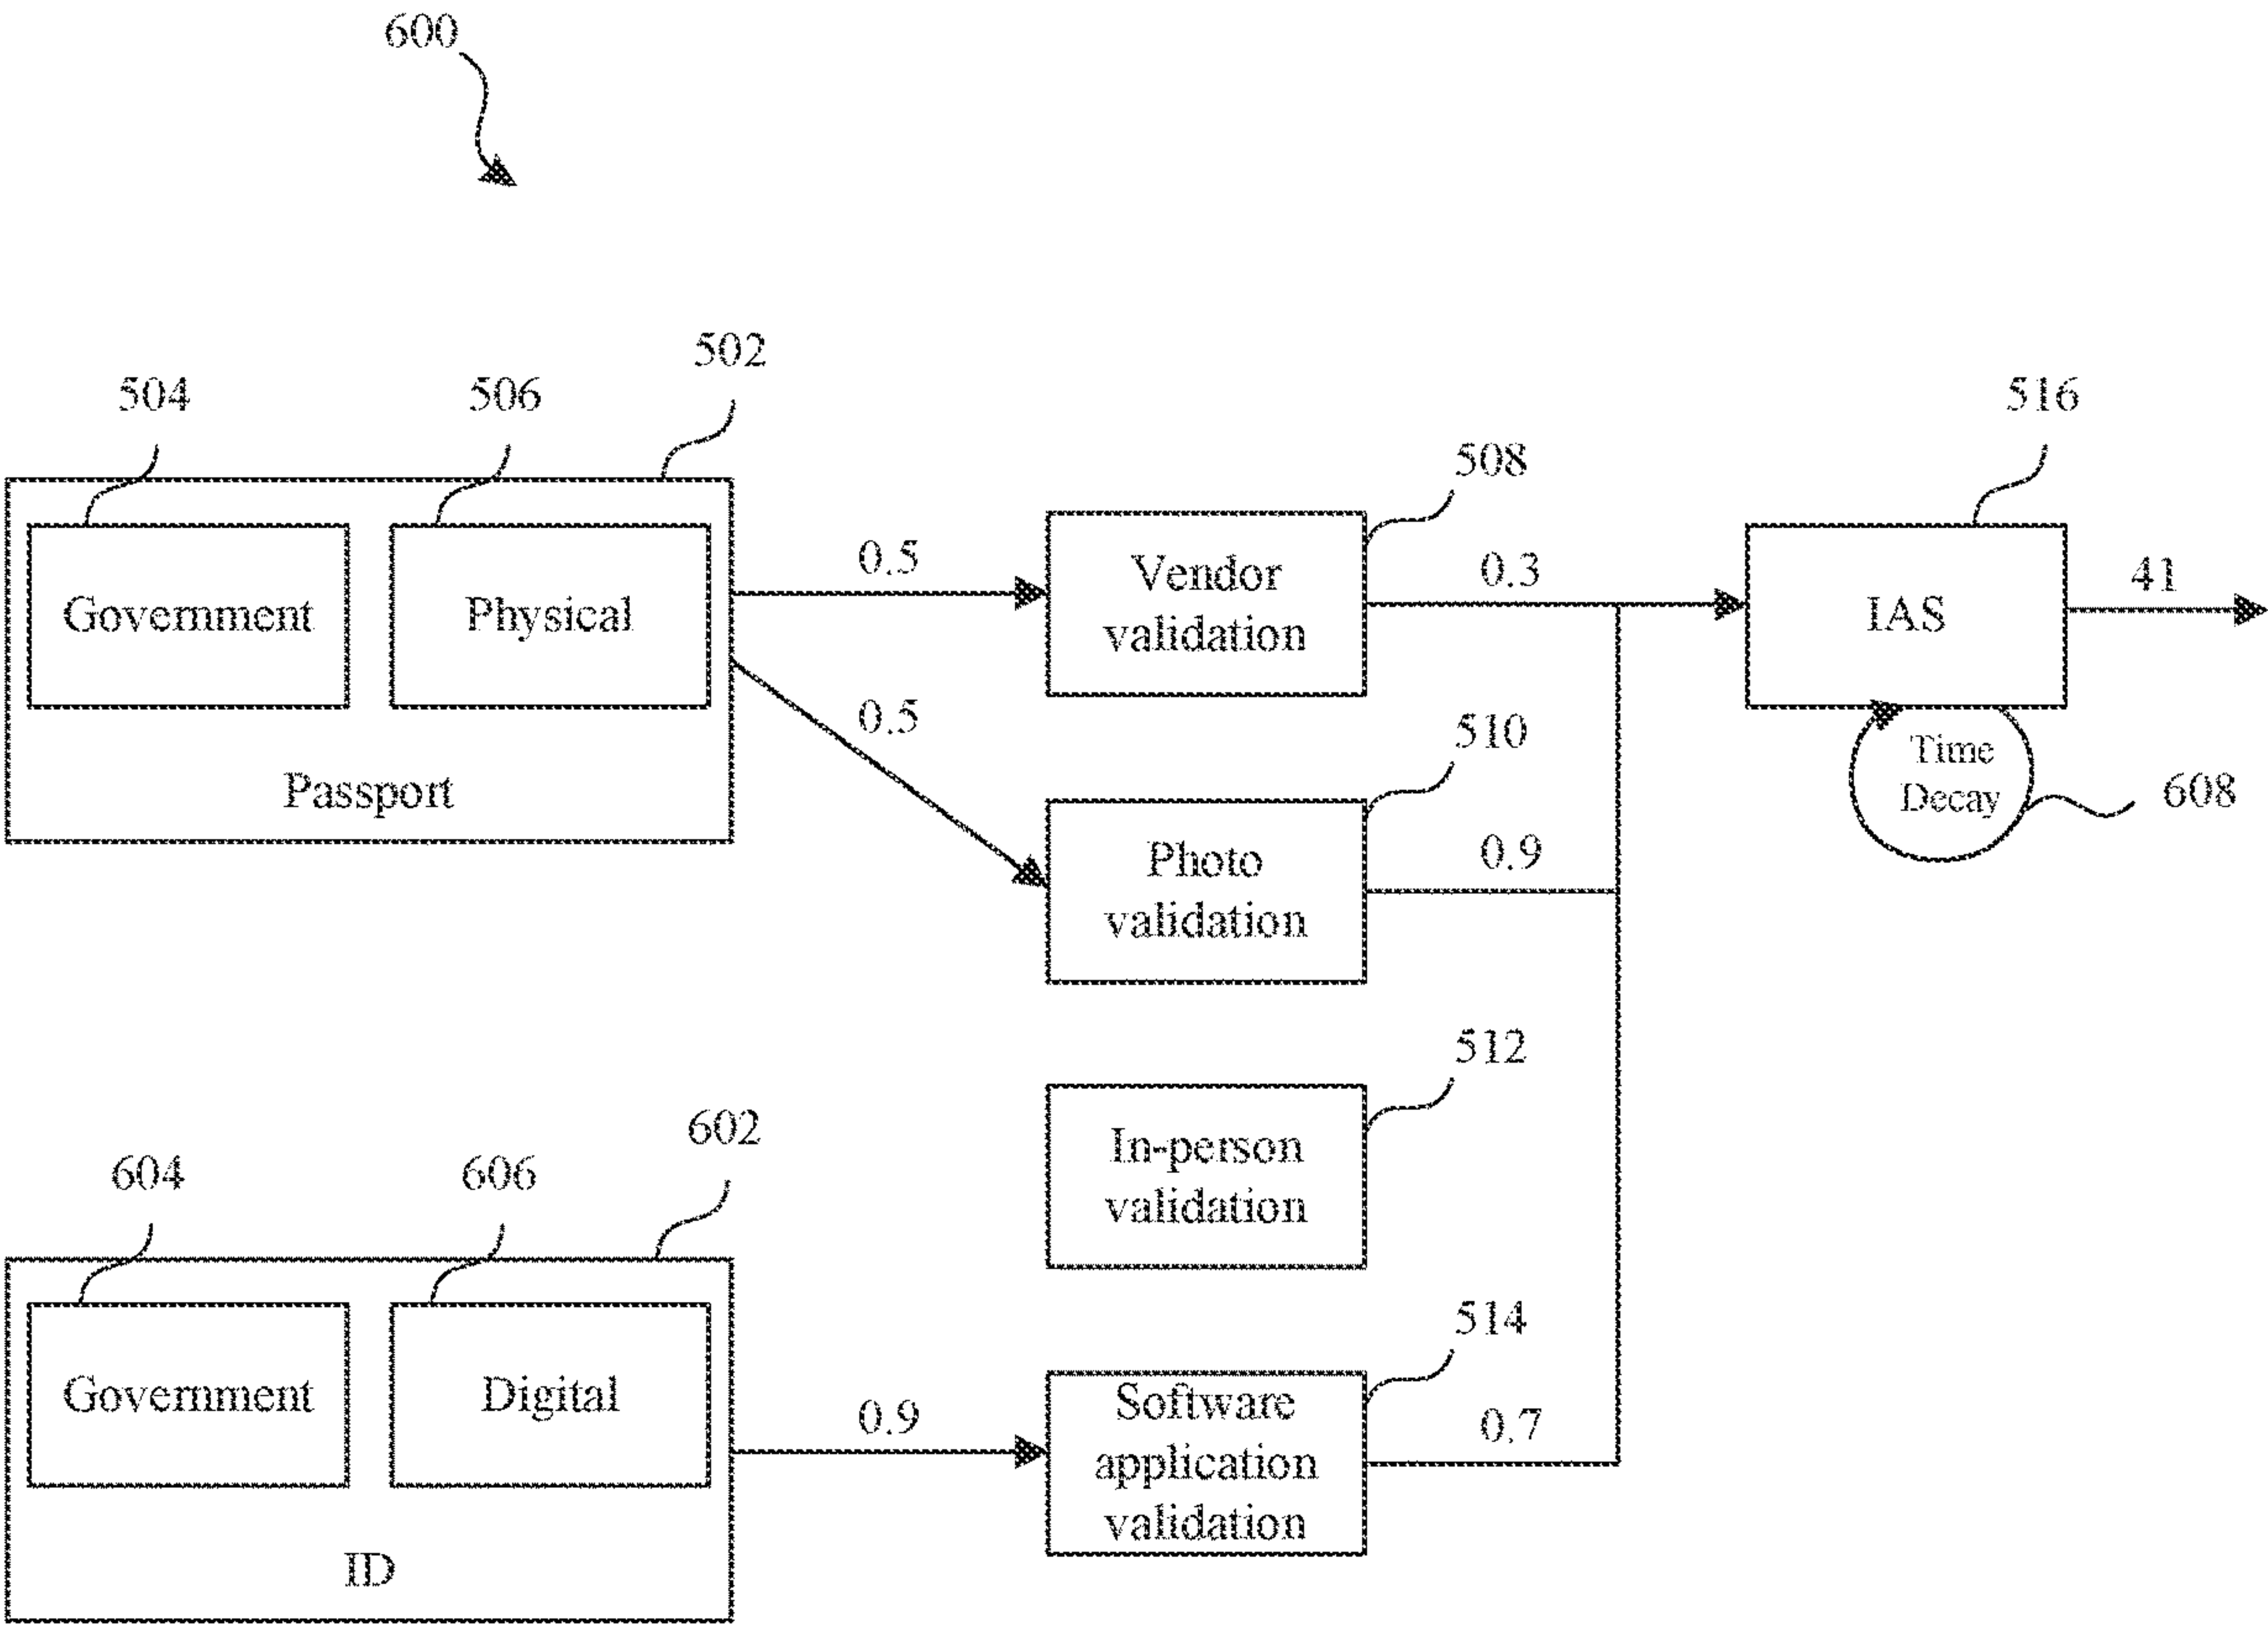 600
502
504
506
516
508
Government
Physical
0.5
Vendor
validation
0.3
IAS
41
0.5
510
Time
Decay
608
Passport
Photo
validation
0.9
512
602
604
606
In-person
validation
514
Government
Digital
0.9
Software
application
validation
0.7
ID